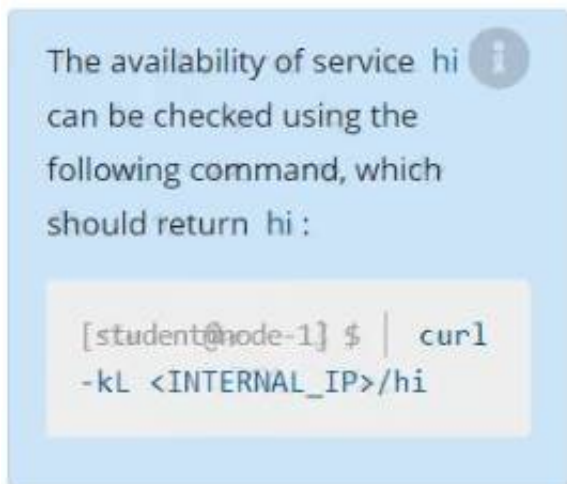 The availability of service hi
can be checked using the
following command, which
should return hi :
[student@node-1] $ | curl
-kL <INTERNAL_IP>/hi